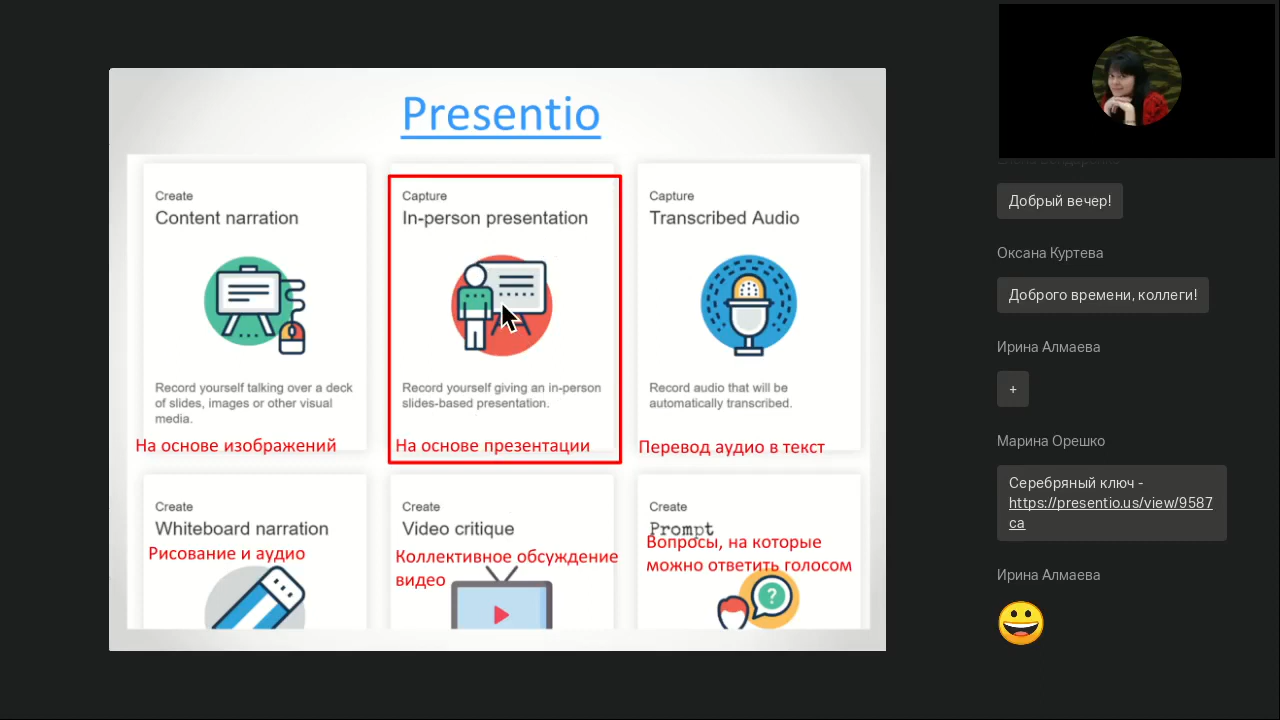 Presentio
Create
Content narration
Record yourself talking over a deck
of slides, images or other visual
media.
На основе изображений
Capture
In-person presentation
Record yourself giving an in-person
slides-based presentation.
На основе презентации
Capture
Transcribed Audio
Record audio that will be
automatically transcribed.
Перевод аудио в текст
Create
Whiteboard narration
Рисование и аудио
Create
Video critique
Коллективное обсуждение
видео
Create
Prompt
Вопросы, на которые
можно ответить голосом
Добрый вечер!
Оксана Куртева
Доброго времени, коллеги!
Ирина Алмаева
+
Марина Орешко
Серебряный ключ -
https://presentio.us/view/9587
ca
Ирина Алмаева